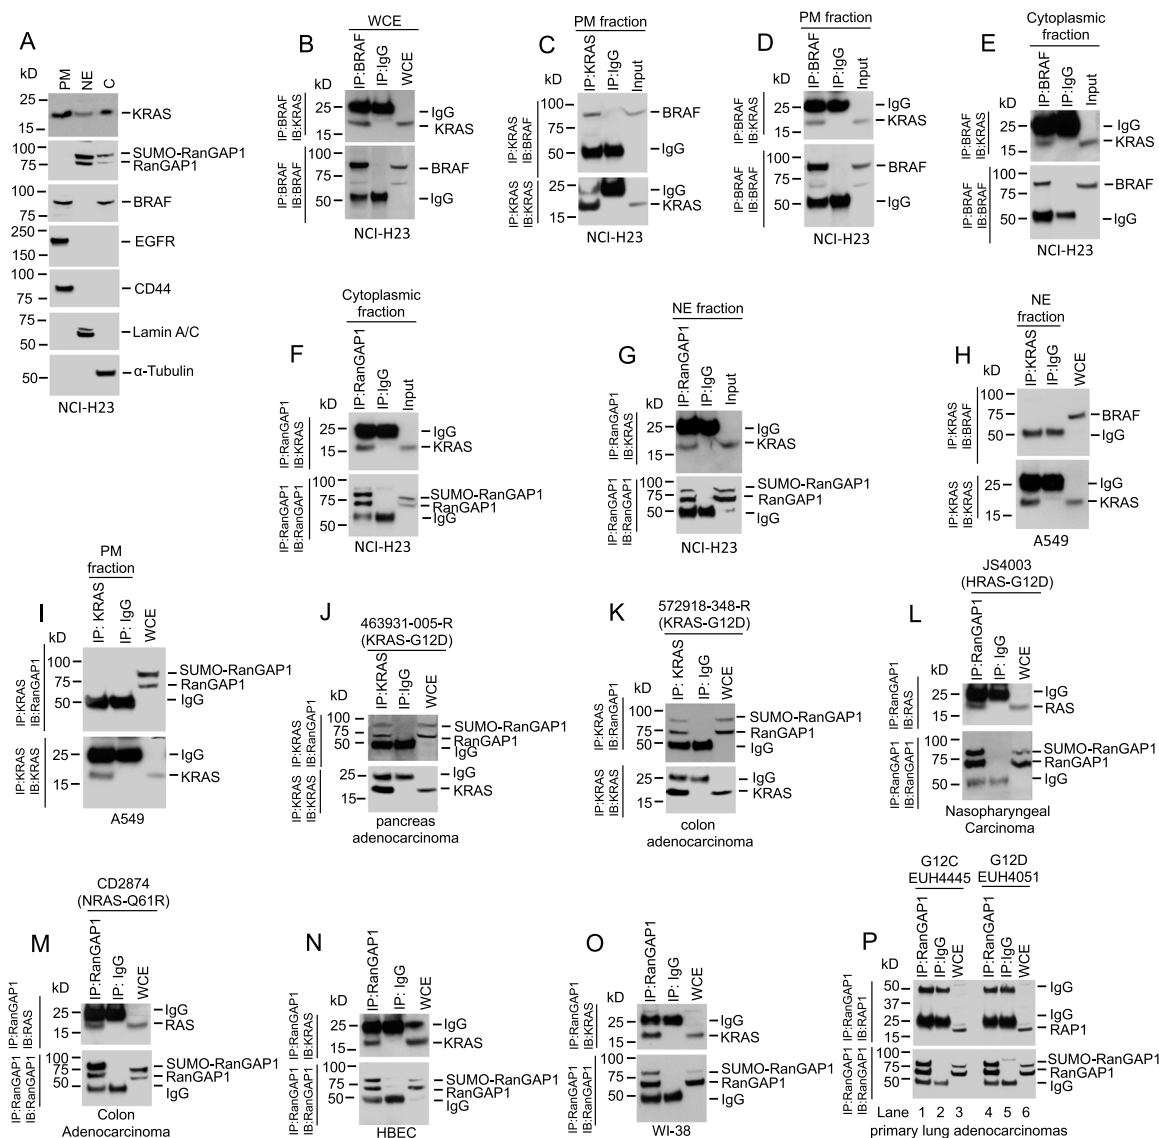 A
kD
PM
NE
C
25
15
KRAS
100
75
SUMO-RanGAP1
RanGAP1
100
75
BRAF
250
150
EGFR
100
75
CD44
75
50
Lamin A/C
50
α-Tubulin
NCI-H23
B
WCE
kD
IP:BRAF
IP:IgG
WCE
IP:BRAF
IB:KRAS
25
15
IgG
KRAS
IP:BRAF
IB:BRAF
100
75
50
BRAF
IgG
NCI-H23
C
PM fraction
kD
IP:KRAS
IP:IgG
Input
IP:KRAS
IB:BRAF
100
75
50
BRAF
IgG
IP:KRAS
IB:KRAS
25
15
IgG
KRAS
NCI-H23
D
PM fraction
kD
IP:BRAF
IP:IgG
Input
IP:BRAF
IB:KRAS
25
15
IgG
KRAS
IP:BRAF
IB:BRAF
100
75
50
BRAF
IgG
NCI-H23
E
Cytoplasmic
fraction
kD
IP:BRAF
IP:IgG
Input
IP:BRAF
IB:KRAS
25
15
IgG
KRAS
IP:BRAF
IB:BRAF
100
75
50
BRAF
IgG
NCI-H23
F
Cytoplasmic
fraction
kD
IP:RanGAP1
IP:IgG
Input
IP:RanGAP1
IB:KRAS
25
15
IgG
KRAS
IP:RanGAP1
IB:RanGAP1
100
75
50
SUMO-RanGAP1
RanGAP1
IgG
NCI-H23
G
NE fraction
kD
IP:RanGAP1
IP:IgG
Input
IP:RanGAP1
IB:KRAS
25
15
IgG
KRAS
IP:RanGAP1
IB:RanGAP1
100
75
50
SUMO-RanGAP1
RanGAP1
IgG
NCI-H23
H
NE
fraction
kD
IP:KRAS
IP:IgG
WCE
IP:KRAS
IB:BRAF
100
75
50
BRAF
IgG
IP:KRAS
IB:KRAS
25
15
IgG
KRAS
A549
I
PM
fraction
kD
IP: KRAS
IP: IgG
WCE
IP:KRAS
IB:RanGAP1
100
75
50
SUMO-RanGAP1
RanGAP1
IgG
IP:KRAS
IB:KRAS
25
15
IgG
KRAS
A549
J
463931-005-R
(KRAS-G12D)
kD
IP:KRAS
IP:IgG
WCE
IP:KRAS
IB:RanGAP1
100
75
50
SUMO-RanGAP1
RanGAP1
IgG
IP:KRAS
IB:KRAS
25
15
IgG
KRAS
pancreas
adenocarcinoma
K
572918-348-R
(KRAS-G12D)
kD
IP: KRAS
IP: IgG
WCE
IP:KRAS
IB:RanGAP1
100
75
50
SUMO-RanGAP1
RanGAP1
IgG
IP:KRAS
IB:KRAS
25
15
IgG
KRAS
colon
adenocarcinoma
L
JS4003
(HRAS-G12D)
kD
IP:RanGAP1
IP: IgG
WCE
IP:RanGAP1
IB:RAS
25
15
IgG
RAS
IP:RanGAP1
IB:RanGAP1
100
75
50
SUMO-RanGAP1
RanGAP1
IgG
Nasopharyngeal
Carcinoma
M
CD2874
(NRAS-Q61R)
kD
IP:RanGAP1
IP: IgG
WCE
IP:RanGAP1
IB:KRAS
25
15
IgG
RAS
IP:RanGAP1
IB:RanGAP1
100
75
50
SUMO-RanGAP1
RanGAP1
IgG
Colon
Adenocarcinoma
N
kD
IP:RanGAP1
IP: IgG
WCE
IP:RanGAP1
IB:KRAS
25
15
IgG
KRAS
IP:RanGAP1
IB:RanGAP1
100
75
50
SUMO-RanGAP1
RanGAP1
IgG
HBEC
O
kD
IP:RanGAP1
IP: IgG
WCE
IP:RanGAP1
IB:KRAS
25
15
IgG
KRAS
IP:RanGAP1
IB:RanGAP1
100
75
50
SUMO-RanGAP1
RanGAP1
IgG
WI-38
P
G12C
EUH4445
G12D
EUH4051
kD
IP:RanGAP1
IP:IgG
WCE
IP:RanGAP1
IP:IgG
WCE
IP:RanGAP1
IB:RAP1
50
37
25
15
IgG
IgG
RAP1
IP:RanGAP1
IB:RanGAP1
100
75
50
SUMO-RanGAP1
RanGAP1
IgG
Lane 1 2 3 4 5 6
primary lung adenocarcinomas